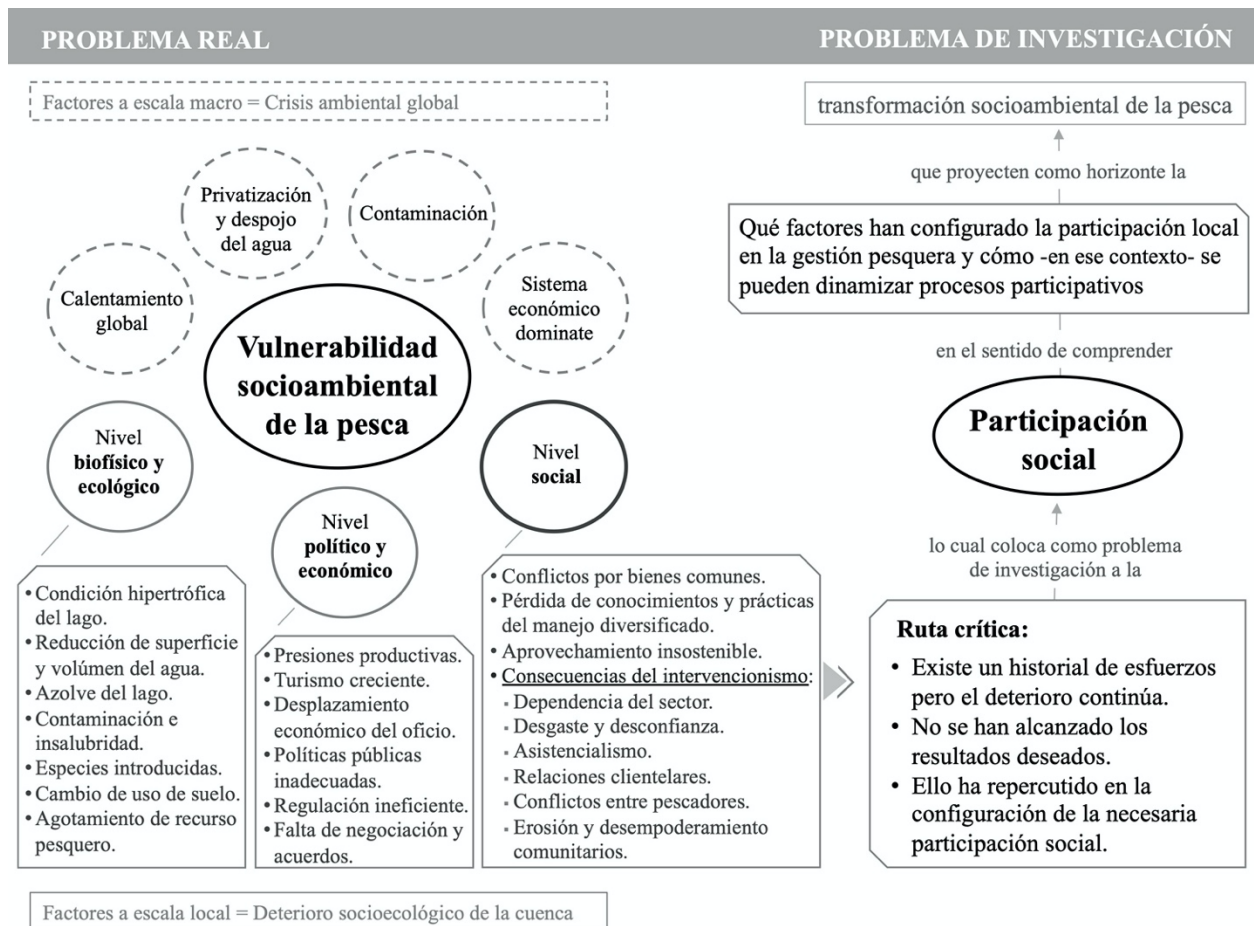 PROBLEMA REAL
PROBLEMA DE INVESTIGACIÓN
Factores a escala macro = Crisis ambiental global
Privatización
y despojo
del agua
Contaminación
Calentamiento
global
Sistema
económico
dominate
Vulnerabilidad
socioambiental
de la pesca
Nivel
biofísico y
ecológico
Nivel
político y
económico
Nivel
social
• Condición hipertrófica
del lago.
• Reducción de superficie
y volúmen del agua.
• Azolve del lago.
• Contaminación e
insalubridad.
• Especies introducidas.
• Cambio de uso de suelo.
• Agotamiento de recurso
pesquero.
• Presiones productivas.
• Turismo creciente.
• Desplazamiento
económico del oficio.
• Políticas públicas
inadecuadas.
• Regulación ineficiente.
• Falta de negociación y
acuerdos.
• Conflictos por bienes comunes.
• Pérdida de conocimientos y prácticas
del manejo diversificado.
• Aprovechamiento insostenible.
• Consecuencias del intervencionismo:
▪ Dependencia del sector.
▪ Desgaste y desconfianza.
▪ Asistencialismo.
▪ Relaciones clientelares.
▪ Conflictos entre pescadores.
▪ Erosión y desempoderamiento
comunitarios.
Factores a escala local = Deterioro socioecológico de la cuenca
transformación socioambiental de la pesca
que proyecten como horizonte la
Qué factores han configurado la participación local
en la gestión pesquera y cómo -en ese contexto- se
pueden dinamizar procesos participativos
en el sentido de comprender
Participación
social
lo cual coloca como problema
de investigación a la
Ruta crítica:
• Existe un historial de esfuerzos
pero el deterioro continúa.
• No se han alcanzado los
resultados deseados.
• Ello ha repercutido en la
configuración de la necesaria
participación social.